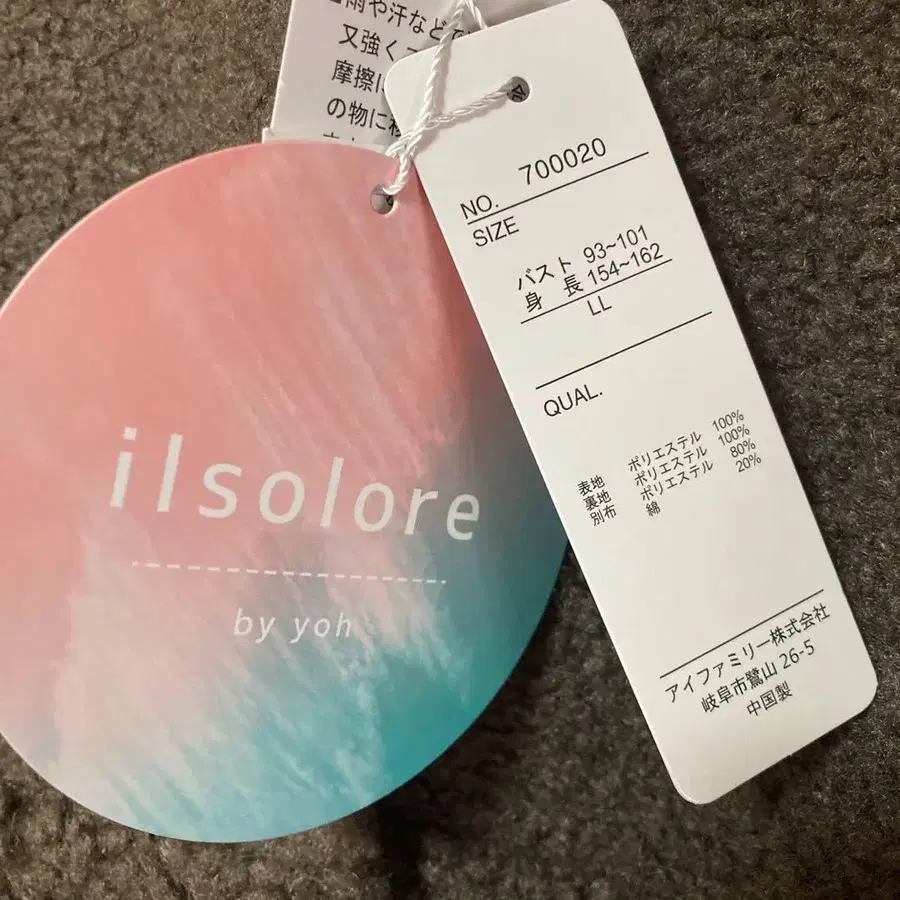 雨や汗などで
又強く
摩擦に
の物に移
ilsolore
by yoh
NO. 700020
SIZE
バスト 93~101
身 長 154~162
LL
QUAL.
表地 ポリエステル 100%
裏地 ポリエステル 100%
別布 ポリエステル 80%
綿 20%
アイファミリー株式会社
岐阜市鷺山 26-5
中国製